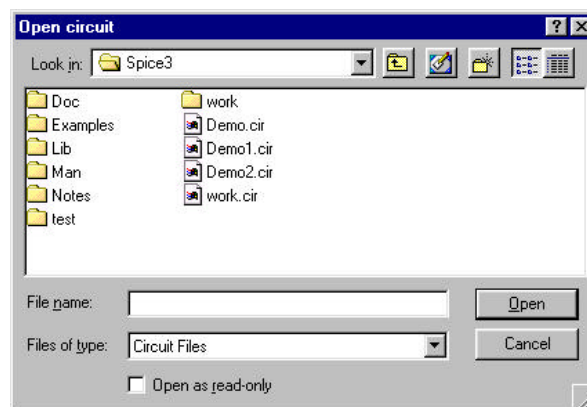 Open circuit
Look in: Spice3
Doc
Examples
Lib
Man
Notes
test
work
Demo.cir
Demo1.cir
Demo2.cir
work.cir
File name:
Open
Files of type: Circuit Files
Cancel
Open as read-only